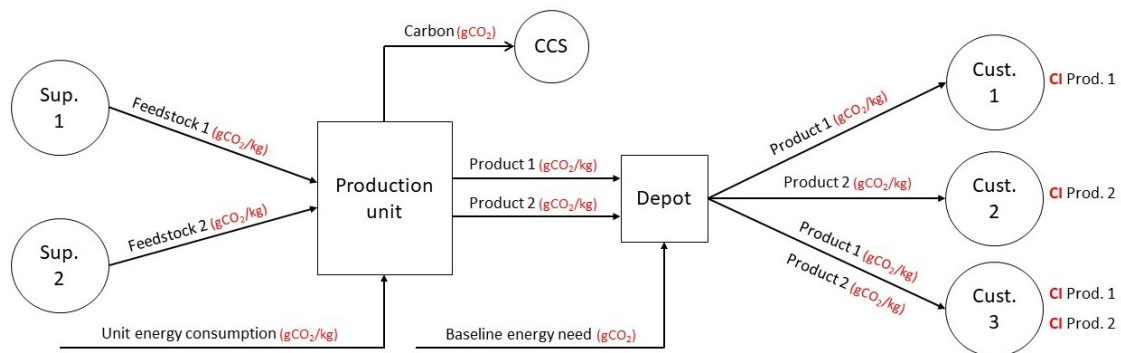 Carbon (gCO₂)
CCS
Sup.
1
Feedstock 1 (gCO₂/kg)
Sup.
2
Feedstock 2 (gCO₂/kg)
Production
unit
Unit energy consumption (gCO₂/kg)
Product 1 (gCO₂/kg)
Product 2 (gCO₂/kg)
Depot
Baseline energy need (gCO₂)
Product 1 (gCO₂/kg)
Product 2 (gCO₂/kg)
Product 1 (gCO₂/kg)
Product 2 (gCO₂/kg)
Cust.
1
CI Prod. 1
Cust.
2
CI Prod. 2
Cust.
3
CI Prod. 1
CI Prod. 2